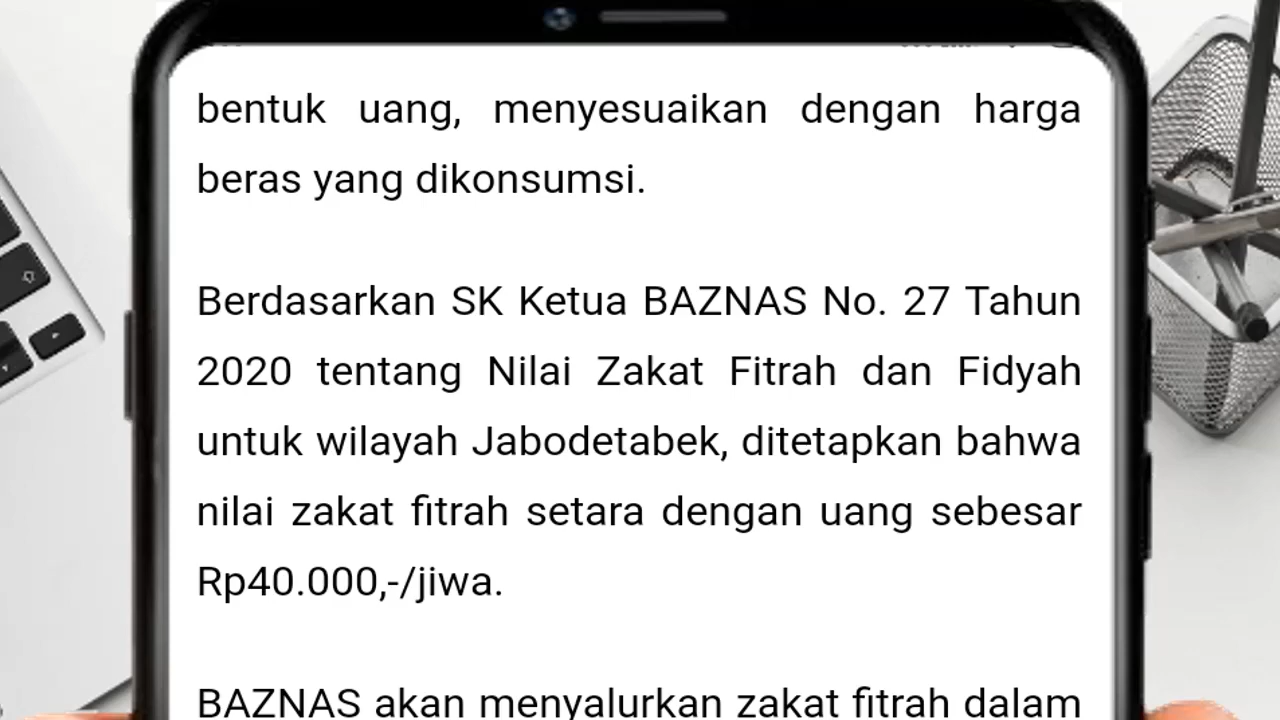 bentuk uang, menyesuaikan dengan harga
beras yang dikonsumsi.
Berdasarkan SK Ketua BAZNAS No. 27 Tahun
2020 tentang Nilai Zakat Fitrah dan Fidyah
untuk wilayah Jabodetabek, ditetapkan bahwa
nilai zakat fitrah setara dengan uang sebesar
Rp40.000,-/jiwa.
BAZNAS akan menyalurkan zakat fitrah dalam